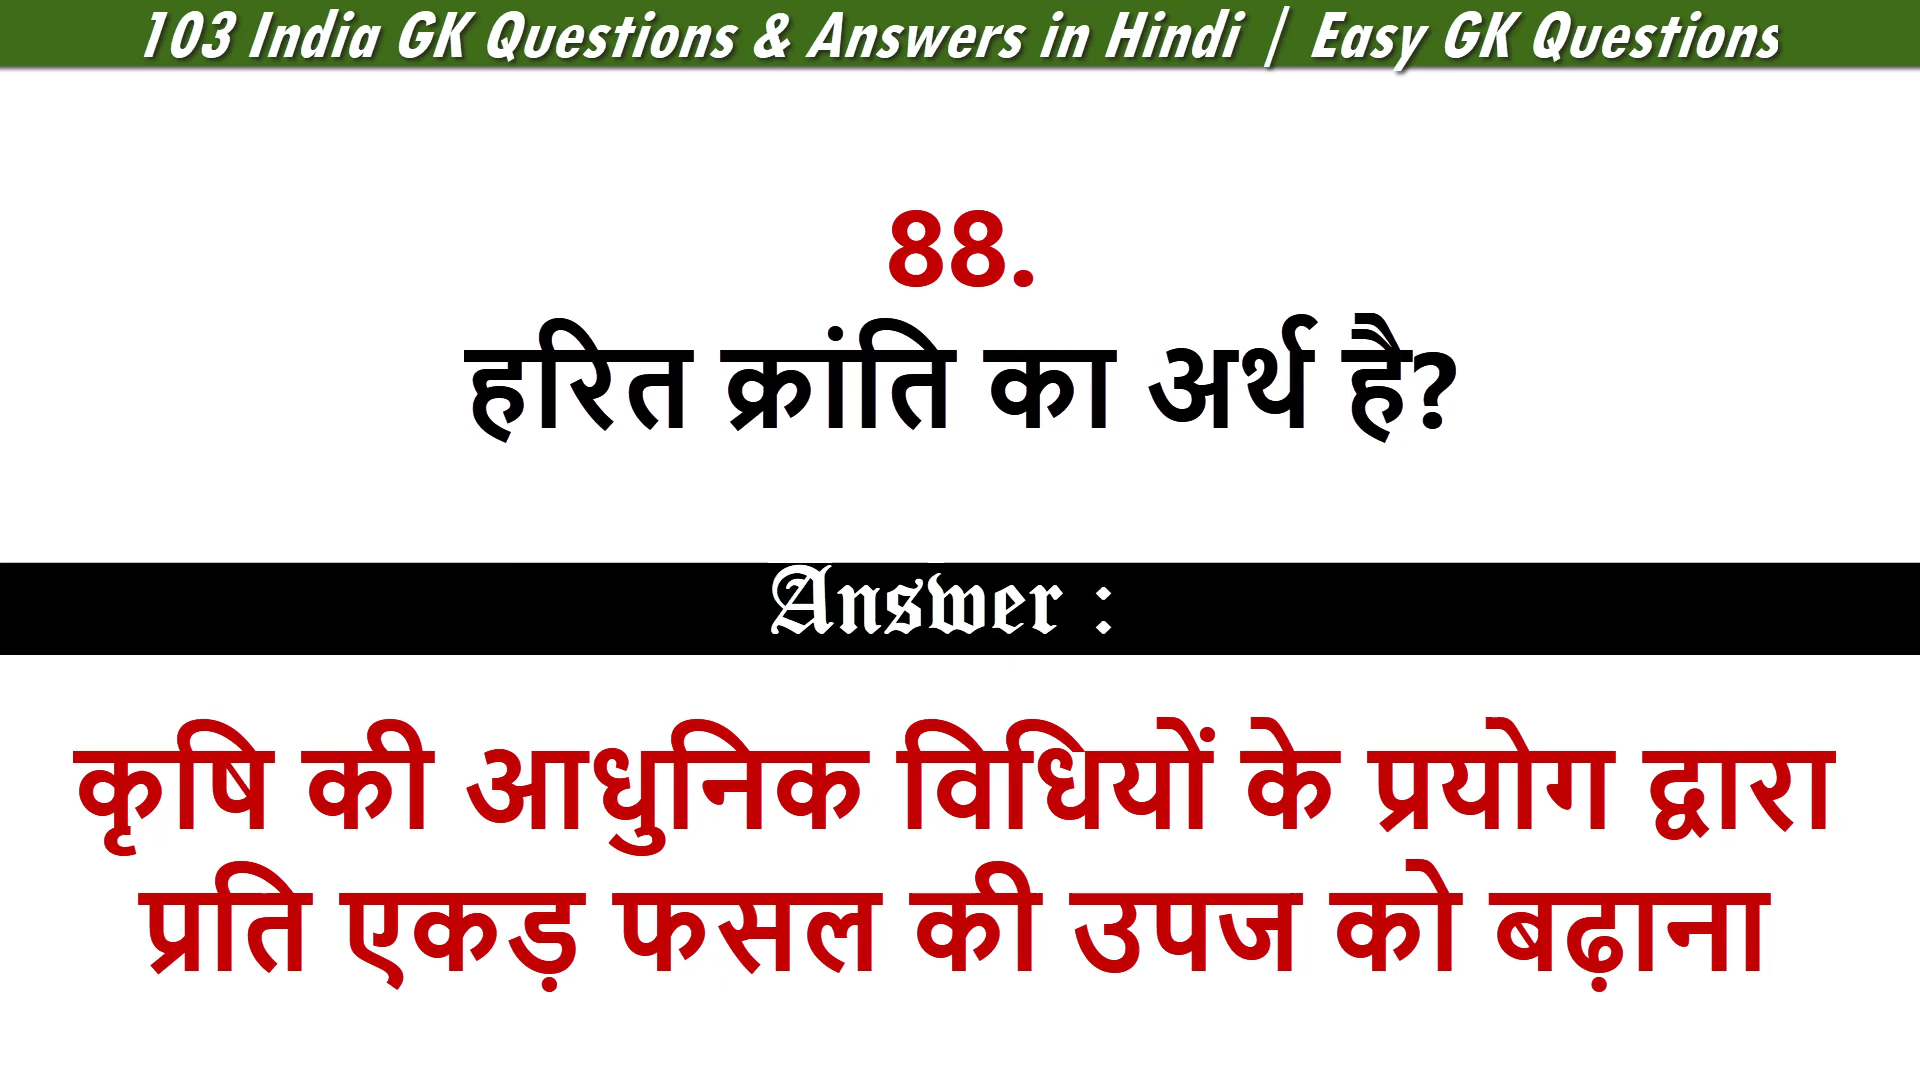 103 India GK Questions & Answers in Hindi | Easy GK Questions
88.
हरित क्रांति का अर्थ है?
Answer :
कृषि की आधुनिक विधियों के प्रयोग द्वारा
प्रति एकड़ फसल की उपज को बढ़ाना